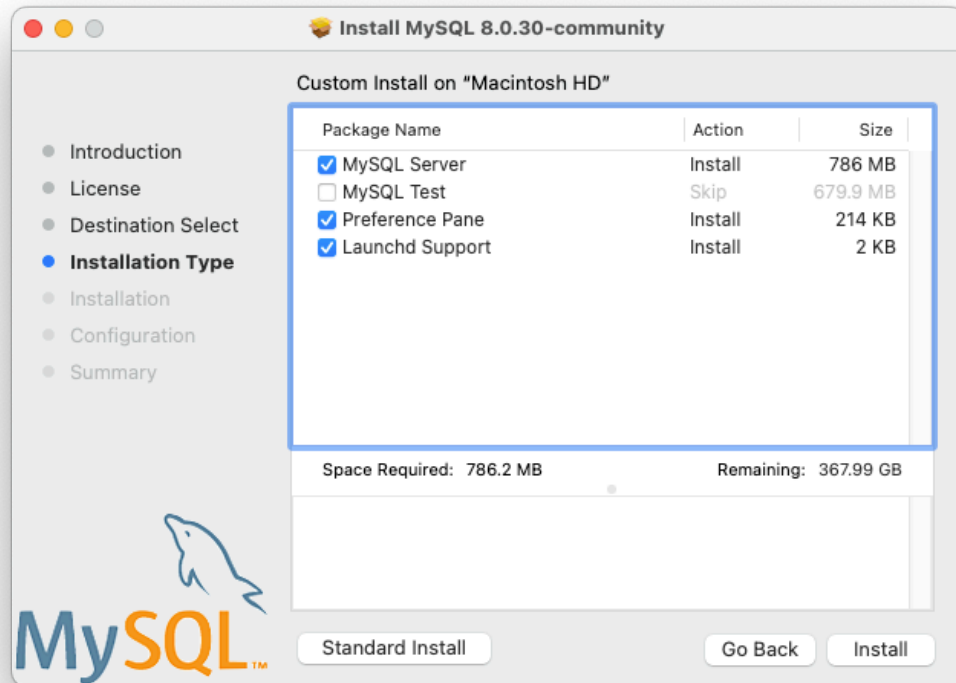 Install MySQL 8.0.30-community
Custom Install on “Macintosh HD”
Introduction
License
Destination Select
Installation Type
Installation
Configuration
Summary
Package Name Action Size
MySQL Server Install 786 MB
MySQL Test Skip 679.9 MB
Preference Pane Install 214 KB
Launchd Support Install 2 KB
Space Required: 786.2 MB Remaining: 367.99 GB
MySQL™
Standard Install Go Back Install